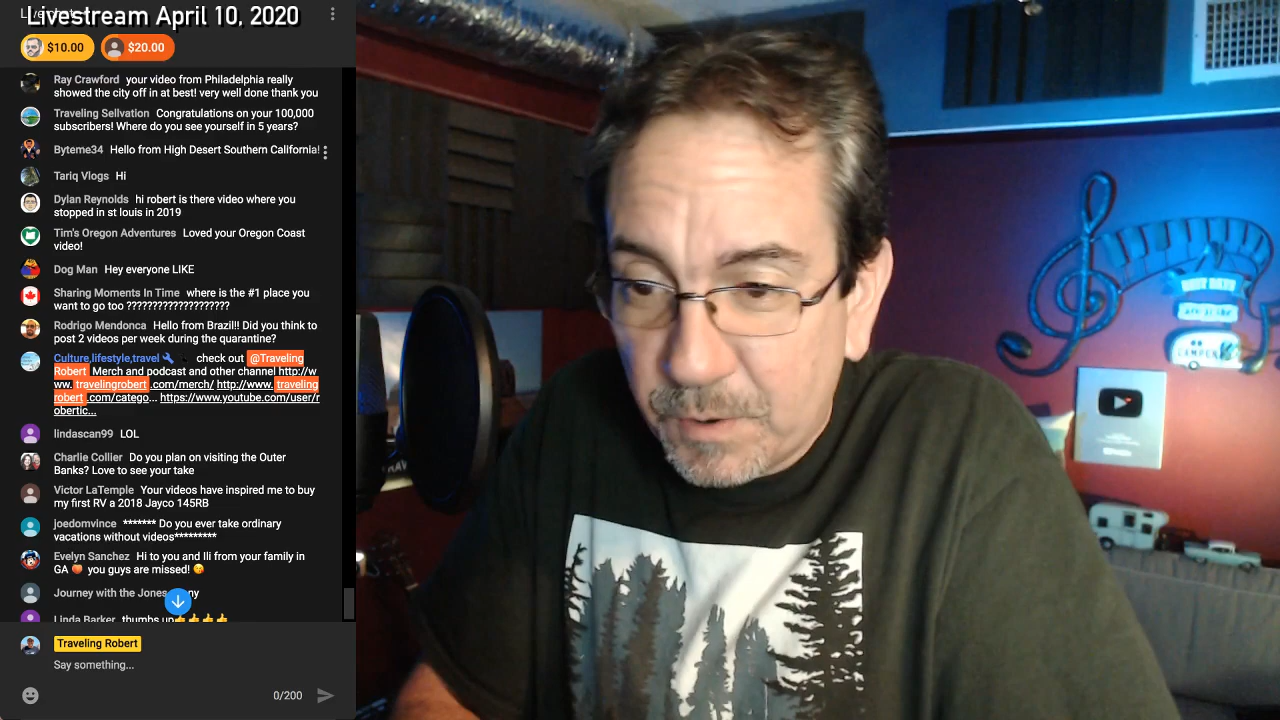 Livestream April 10, 2020
$10.00 $20.00
Ray Crawford your video from Philadelphia really
showed the city off in at best! very well done thank you
Traveling Sellvation Congratulations on your 100,000
subscribers! Where do you see yourself in 5 years?
Byteme34 Hello from High Desert Southern California!
Tariq Vlogs Hi
Dylan Reynolds hi robert is there video where you
stopped in st louis in 2019
Tim's Oregon Adventures Loved your Oregon Coast
video!
Dog Man Hey everyone LIKE
Sharing Moments In Time where is the #1 place you
want to go too ???????????????????
Rodrigo Mendonca Hello from Brazil!! Did you think to
post 2 videos per week during the quarantine?
Culture,lifestyle,travel check out @Traveling
Robert Merch and podcast and other channel http://w
ww. travelingrobert .com/merch/ http://www. traveling
robert .com/catego... https://www.youtube.com/user/r
obertic...
lindascan99 LOL
Charlie Collier Do you plan on visiting the Outer
Banks? Love to see your take
Victor LaTemple Your videos have inspired me to buy
my first RV a 2018 Jayco 145RB
joedomvince ******* Do you ever take ordinary
vacations without videos*********
Evelyn Sanchez Hi to you and Ili from your family in
GA 🍑 you guys are missed! 😊
Journey with the Jones ny
Linda Barker thumbs up👍👍👍👍
Traveling Robert
Say something...
0/200
CAMPER